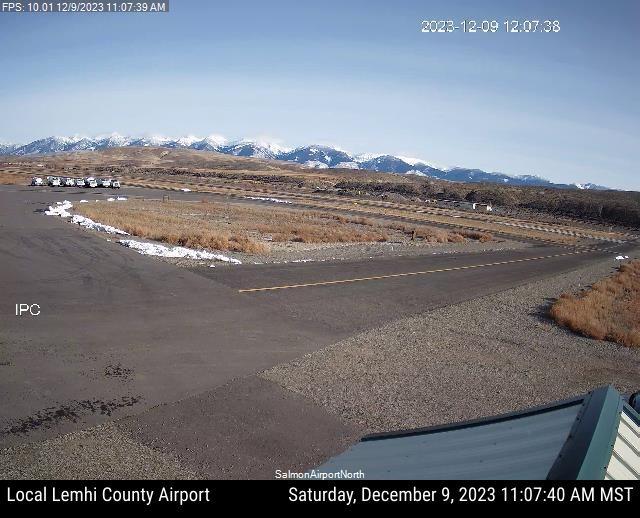 FPS: 10.01 12/9/2023 11:07:39 AM
2023-12-09 12:07:38
IPC
SalmonAirportNorth
Local Lemhi County Airport Saturday, December 9, 2023 11:07:40 AM MST